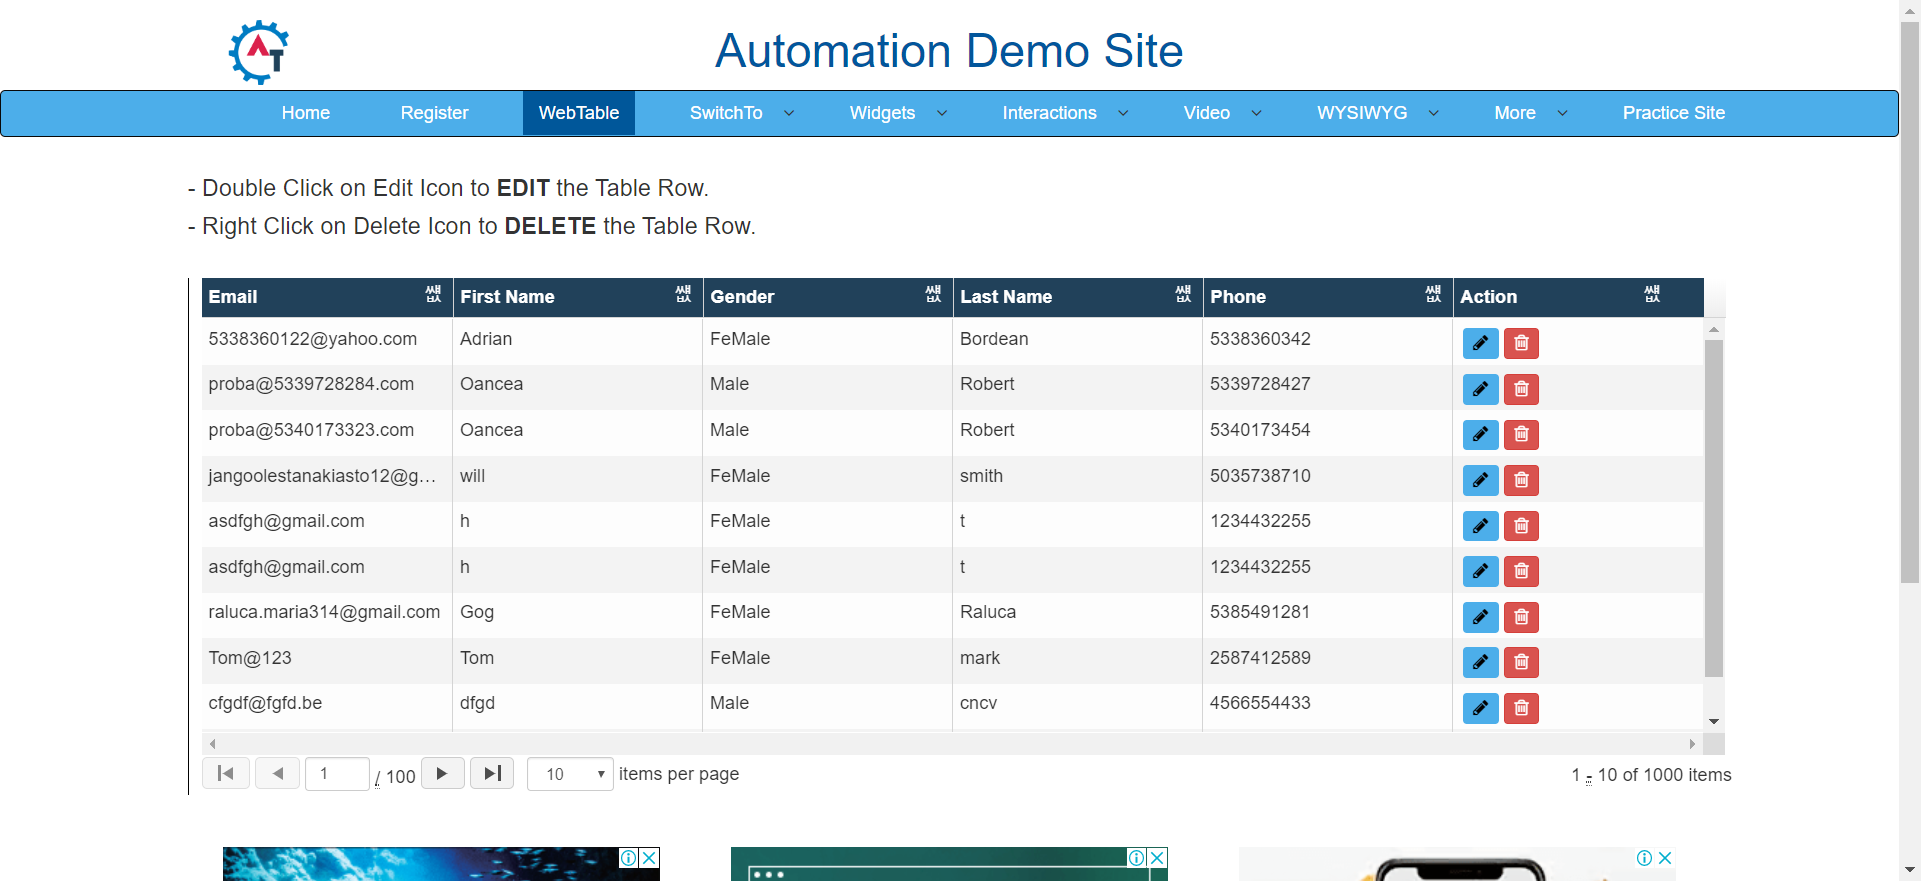 AT
Automation Demo Site
Home Register WebTable SwitchTo Widgets Interactions Video WYSIWYG More Practice Site
- Double Click on Edit Icon to EDIT the Table Row.
- Right Click on Delete Icon to DELETE the Table Row.
Email First Name Gender Last Name Phone Action
5338360122@yahoo.com Adrian FeMale Bordean 5338360342
proba@5339728284.com Oancea Male Robert 5339728427
proba@5340173323.com Oancea Male Robert 5340173454
jangoolestanakiasto12@g... will FeMale smith 5035738710
asdfgh@gmail.com h FeMale t 1234432255
asdfgh@gmail.com h FeMale t 1234432255
raluca.maria314@gmail.com Gog FeMale Raluca 5385491281
Tom@123 Tom FeMale mark 2587412589
cfgdf@fgfd.be dfgd Male cncv 4566554433
1 / 100 10 items per page 1 - 10 of 1000 items